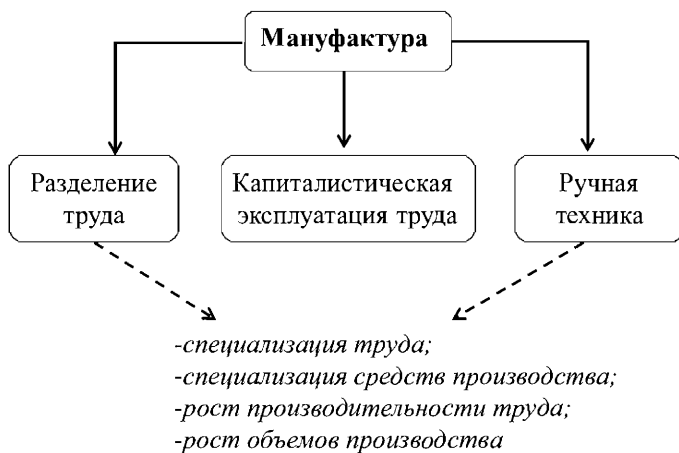 Мануфактура
Разделение
труда
Капиталистическая
эксплуатация труда
Ручная
техника
-специализация труда;
-специализация средств производства;
-рост производительности труда;
-рост объемов производства